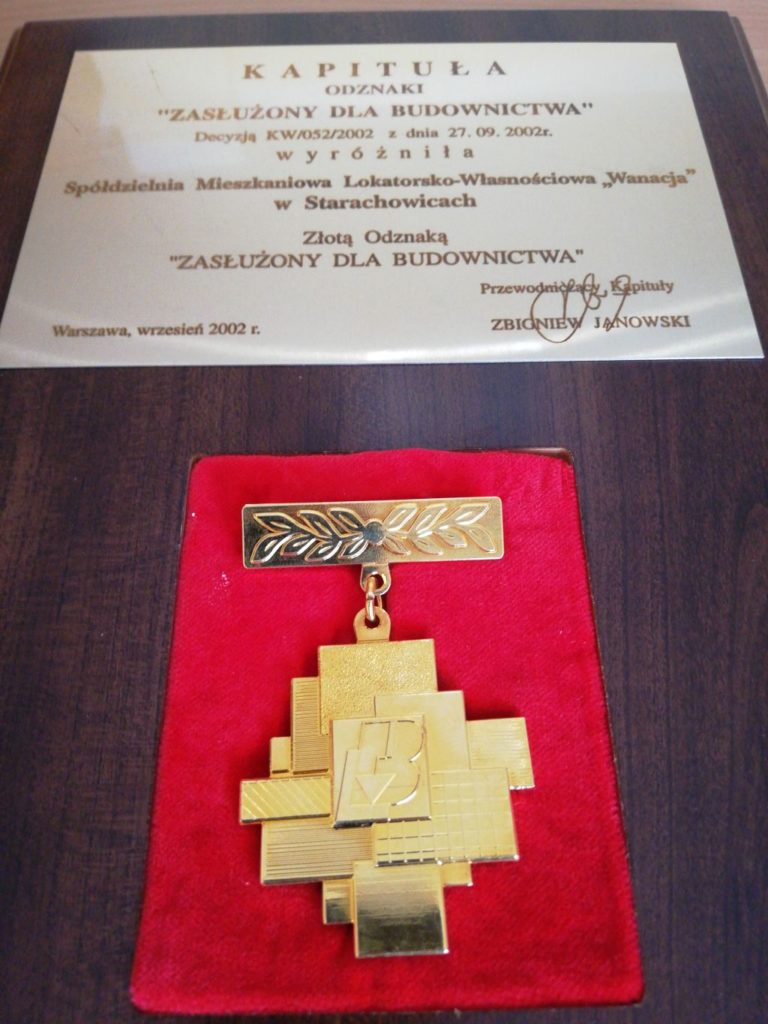 KAPITUŁA
ODZNAKI
"ZASŁUŻONY DLA BUDOWNICTWA"
Decyzją KW/052/2002 z dnia 27. 09. 2002r.
wyróżniła
Spółdzielnia Mieszkaniowa Lokatorsko-Własnościowa „Wanacja"
w Starachowicach
Złotą Odznaką
"ZASŁUŻONY DLA BUDOWNICTWA"
Przewodniczący Kapituły
Warszawa, wrzesień 2002 r.
ZBIGNIEW JANOWSKI
B